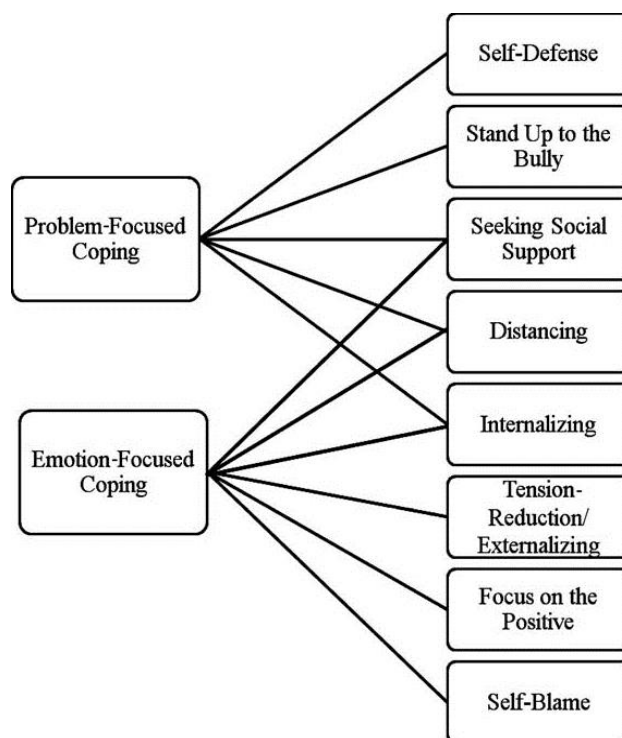 Problem-Focused
Coping
Emotion-Focused
Coping
Self-Defense
Stand Up to the
Bully
Seeking Social
Support
Distancing
Internalizing
Tension-
Reduction/
Externalizing
Focus on the
Positive
Self-Blame